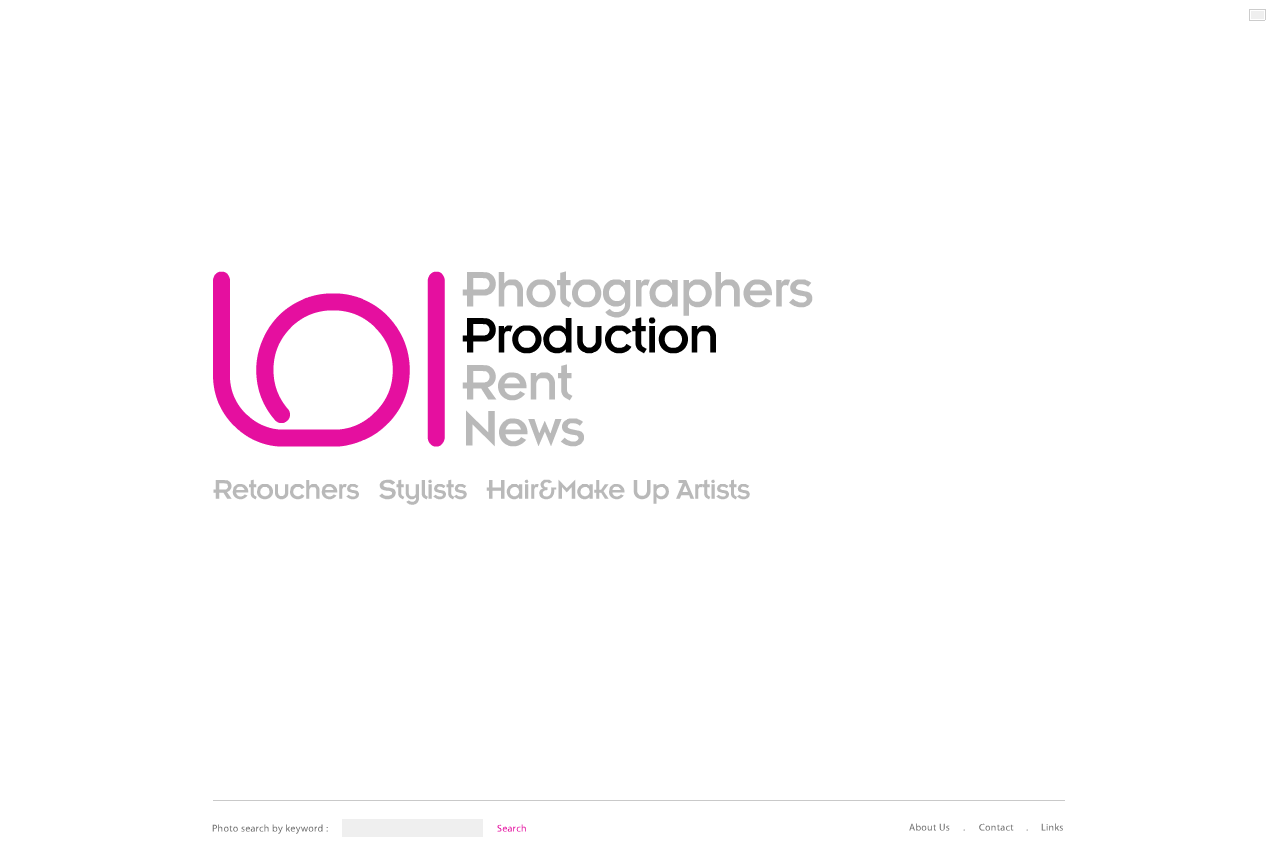 lol
Photographers
Production
Rent
News
Retouchers Stylists Hair&Make Up Artists
Photo search by keyword : Search
About Us . Contact . Links